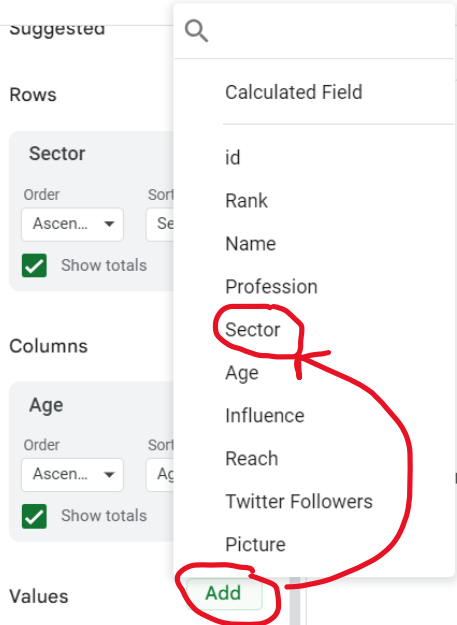 Suggested
Rows
Sector
Order
Sort
Ascen...
Se
Show totals
Columns
Age
Order
Sort
Ascen...
Ag
Show totals
Values
Add
Calculated Field
id
Rank
Name
Profession
Sector
Age
Influence
Reach
Twitter Followers
Picture